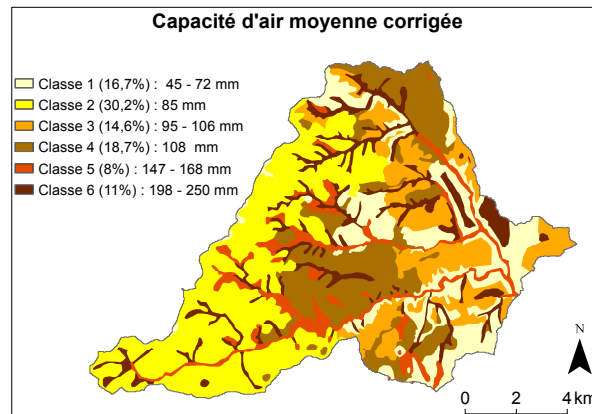 Capacité d'air moyenne corrigée
Classe 1 (16,7%) : 45 - 72 mm
Classe 2 (30,2%) : 85 mm
Classe 3 (14,6%) : 95 - 106 mm
Classe 4 (18,7%) : 108 mm
Classe 5 (8%) : 147 - 168 mm
Classe 6 (11%) : 198 - 250 mm
N
0 2 4 km